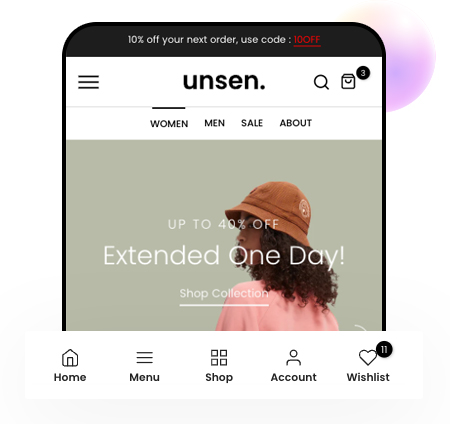 10% off your next order, use code : 10OFF
unsen.
3
WOMEN MEN SALE ABOUT
UP TO 40% OFF
Extended One Day!
Shop Collection
11
Home Menu Shop Account Wishlist